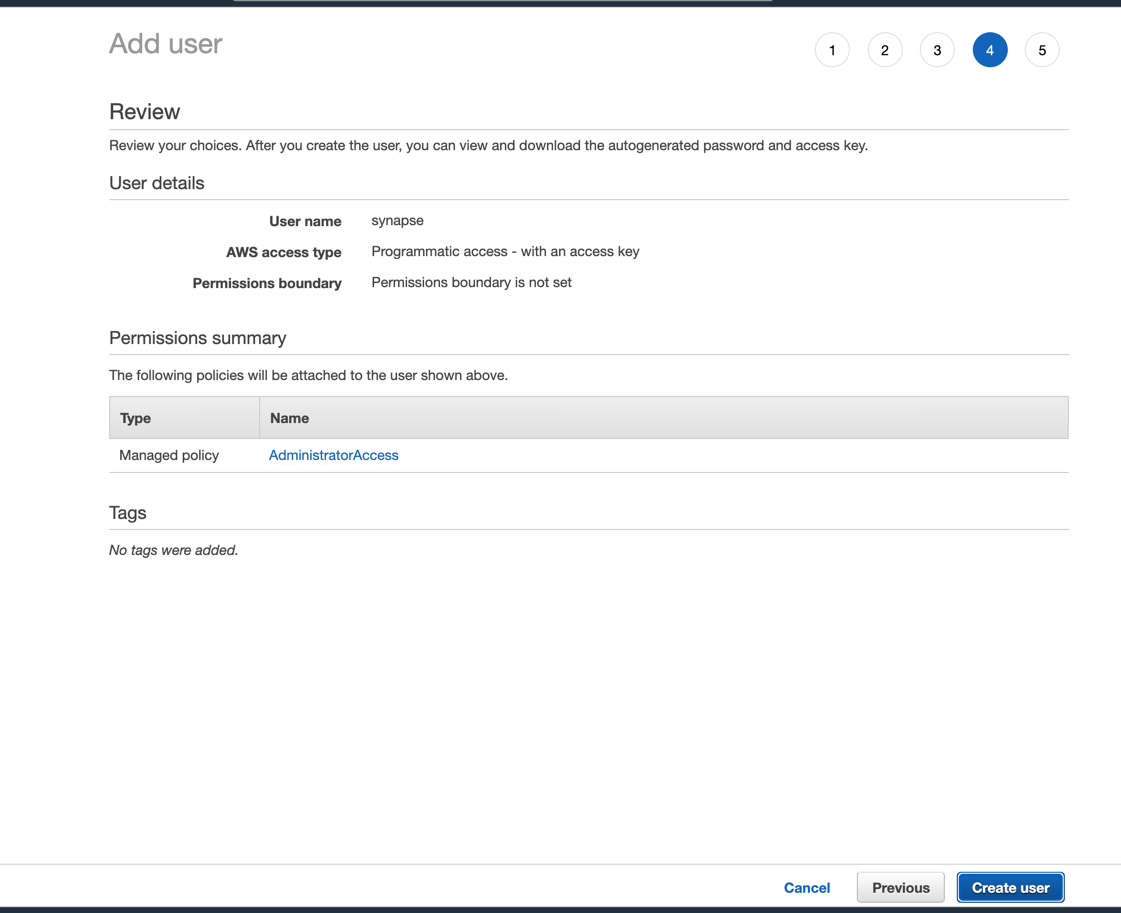 Add user
1 2 3 4 5
Review
Review your choices. After you create the user, you can view and download the autogenerated password and access key.
User details
User name synapse
AWS access type Programmatic access - with an access key
Permissions boundary Permissions boundary is not set
Permissions summary
The following policies will be attached to the user shown above.
Type Name
Managed policy AdministratorAccess
Tags
No tags were added.
Cancel Previous Create user